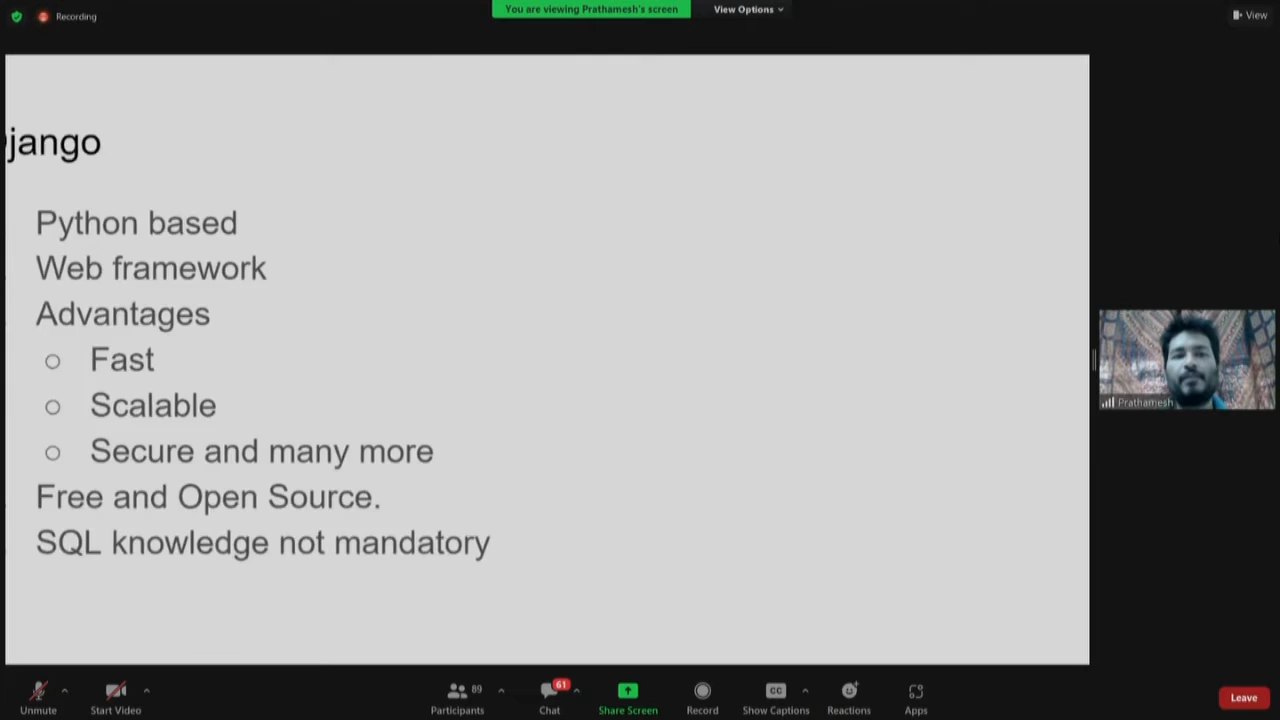 Recording
You are viewing Prathamesh's screen
View Options
View
jango
Python based
Web framework
Advantages
○ Fast
○ Scalable
○ Secure and many more
Free and Open Source.
SQL knowledge not mandatory
Prathamesh
Unmute
Start Video
Participants 89
Chat 61
Share Screen
Record
CC Show Captions
Reactions
Apps
Leave